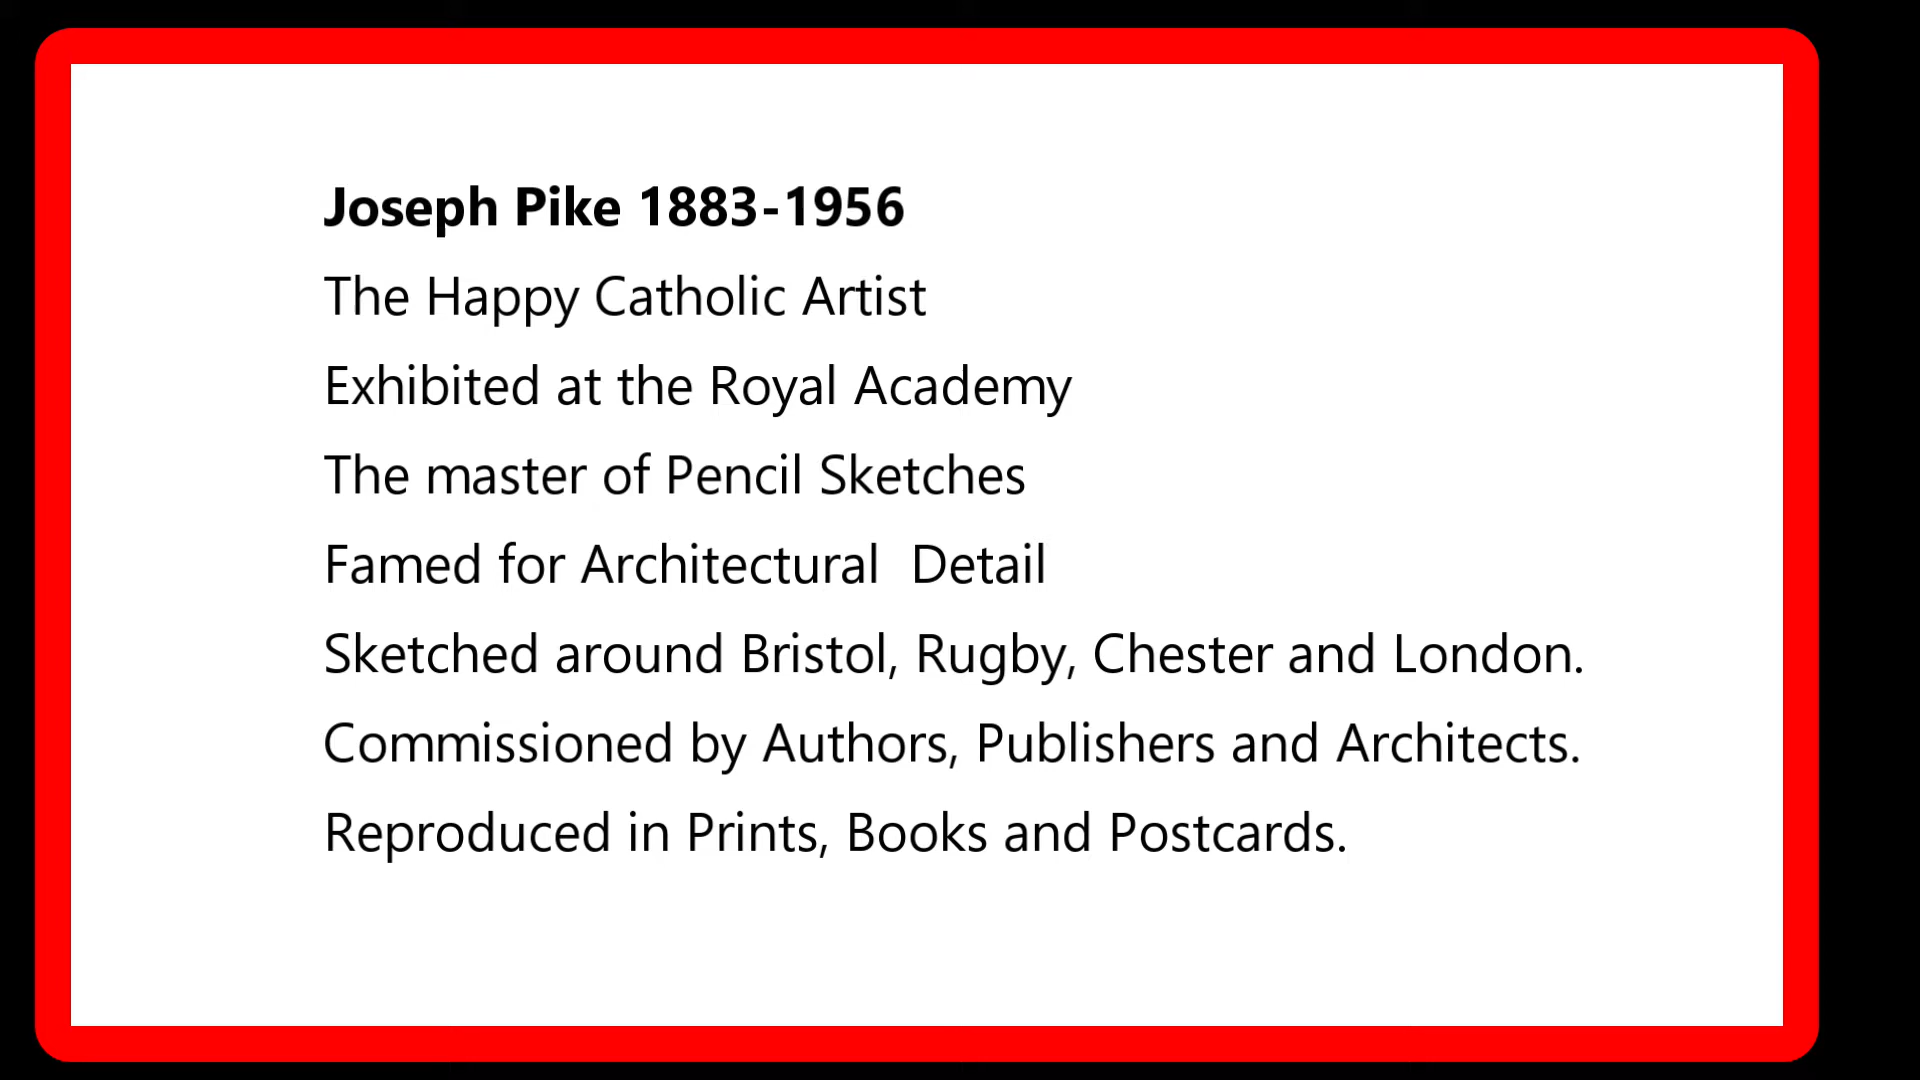 Joseph Pike 1883-1956
The Happy Catholic Artist
Exhibited at the Royal Academy
The master of Pencil Sketches
Famed for Architectural  Detail
Sketched around Bristol, Rugby, Chester and London.
Commissioned by Authors, Publishers and Architects.
Reproduced in Prints, Books and Postcards.